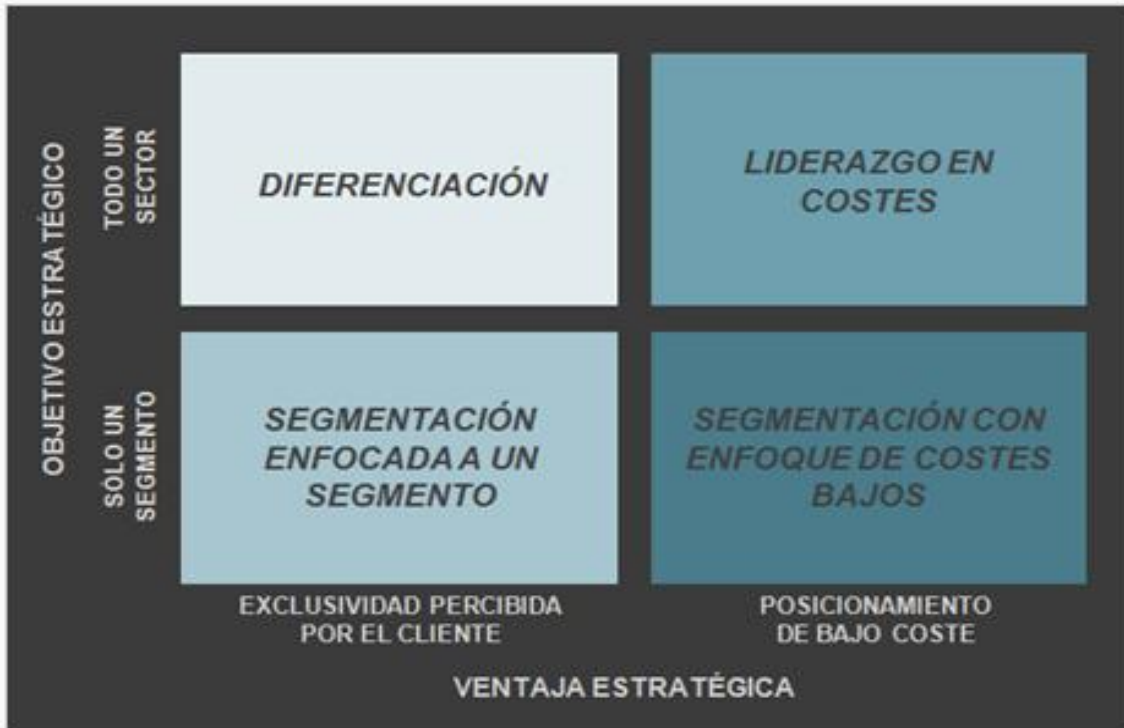 OBJETIVO ESTRATÉGICO
TODO UN
SECTOR
DIFERENCIACIÓN
LIDERAZGO EN
COSTES
SÓLO UN
SEGMENTO
SEGMENTACIÓN
ENFOCADA A UN
SEGMENTO
SEGMENTACIÓN CON
ENFOQUE DE COSTES
BAJOS
EXCLUSIVIDAD PERCIBIDA
POR EL CLIENTE
POSICIONAMIENTO
DE BAJO COSTE
VENTAJA ESTRATÉGICA